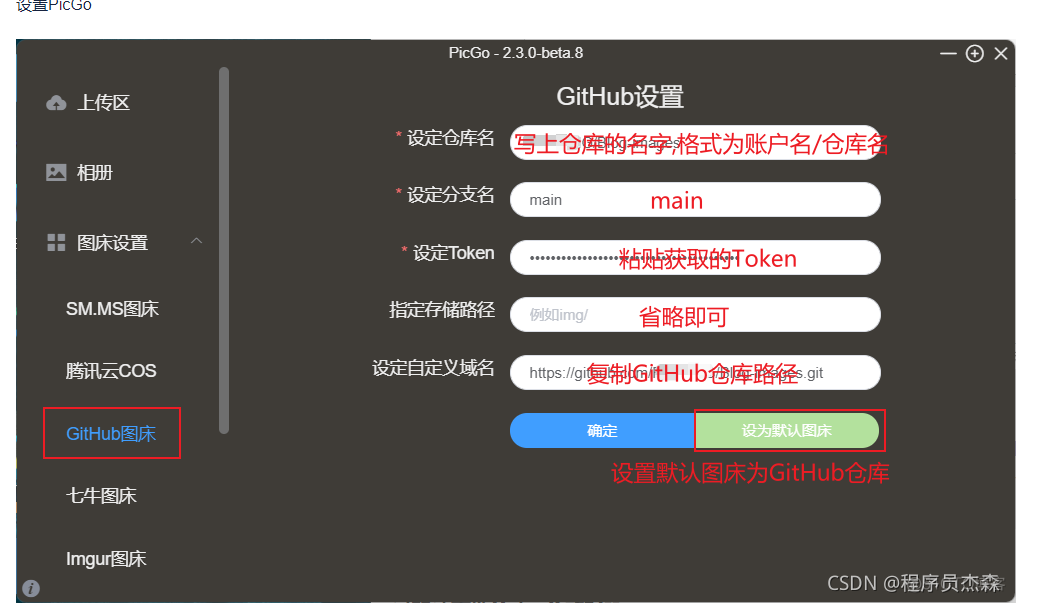 设置PicGo
PicGo - 2.3.0-beta.8
上传区
相册
图床设置
SM.MS图床
腾讯云COS
GitHub图床
七牛图床
Imgur图床
GitHub设置
* 设定仓库名
写上仓库的名字,格式为账户名/仓库名
* 设定分支名
main
main
* 设定Token
粘贴获取的Token
指定存储路径
例如img/
省略即可
设定自定义域名
复制GitHub仓库路径
确定
设为默认图床
设置默认图床为GitHub仓库
CSDN @程序员杰森